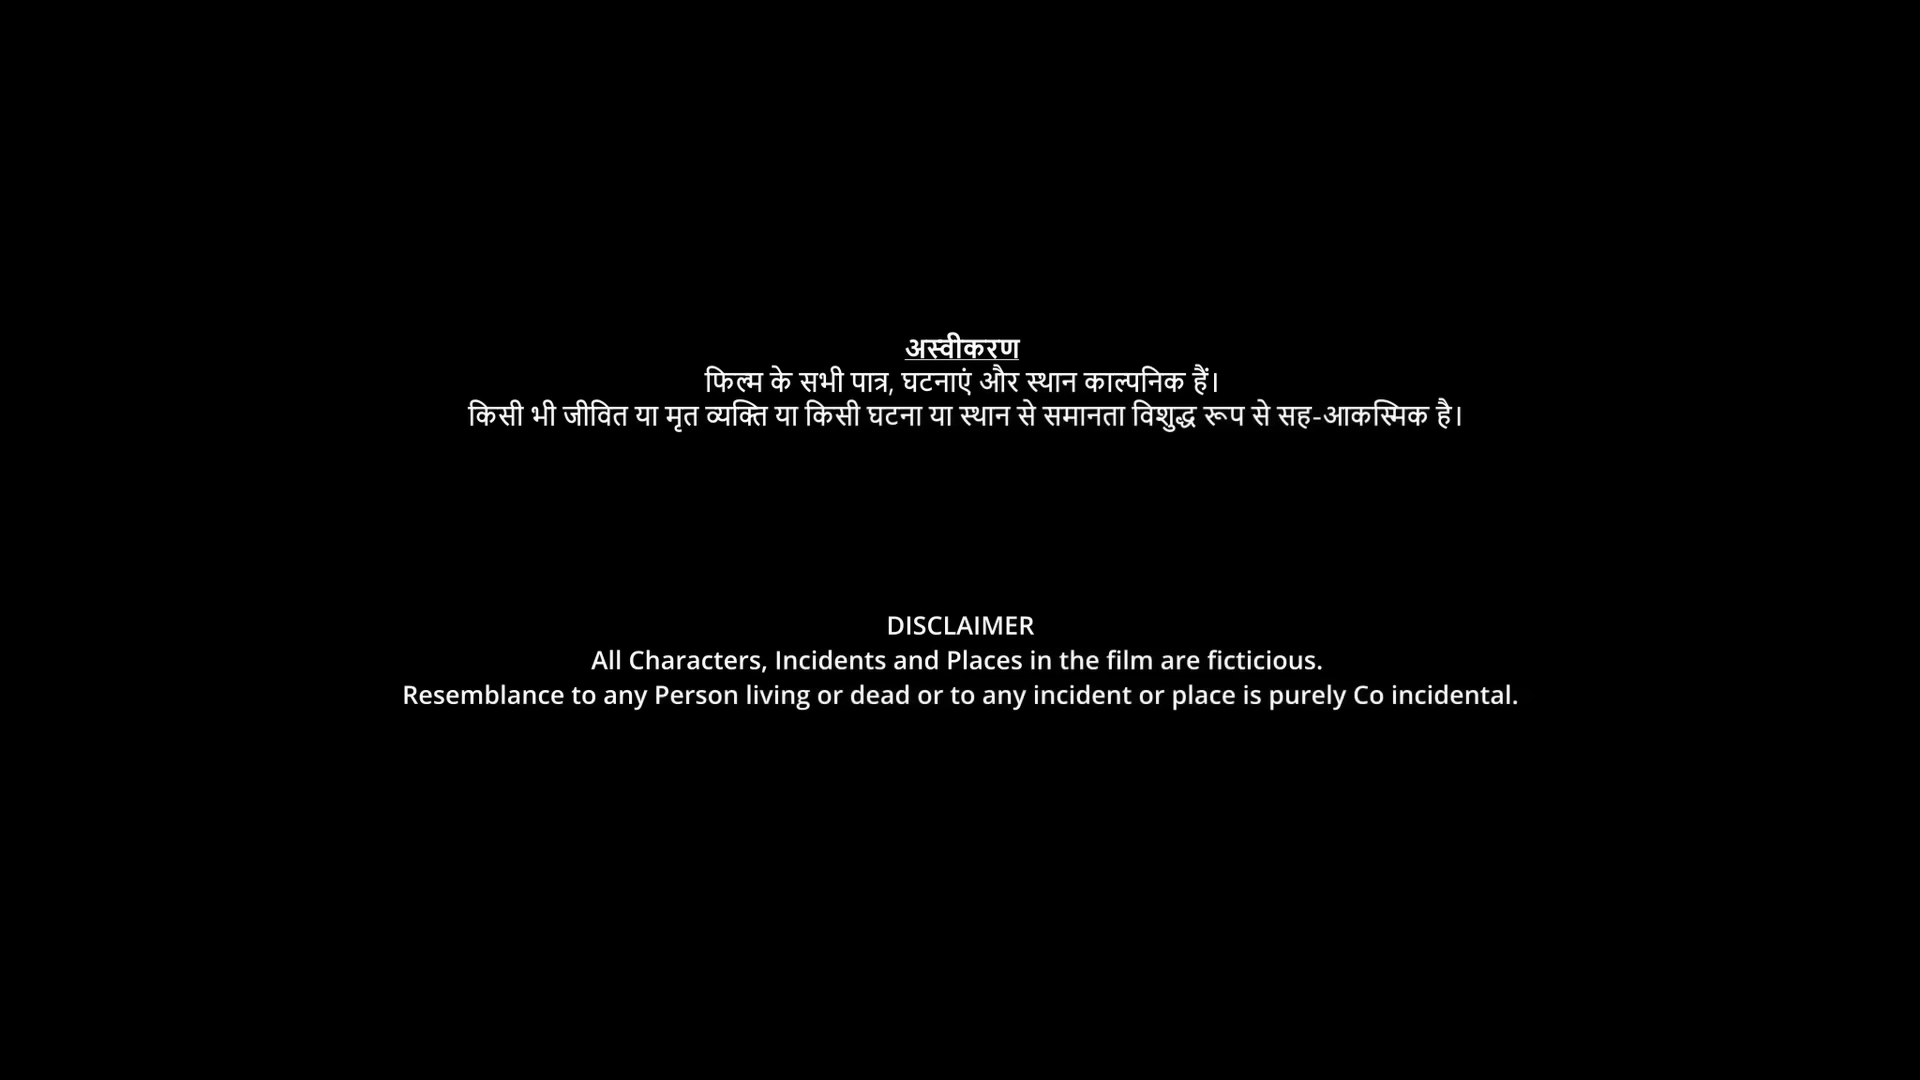 अस्वीकरण
फिल्म के सभी पात्र, घटनाएं और स्थान काल्पनिक हैं।
किसी भी जीवित या मृत व्यक्ति या किसी घटना या स्थान से समानता विशुद्ध रूप से सह-आकस्मिक है।
DISCLAIMER
All Characters, Incidents and Places in the film are ficticious.
Resemblance to any Person living or dead or to any incident or place is purely Co incidental.